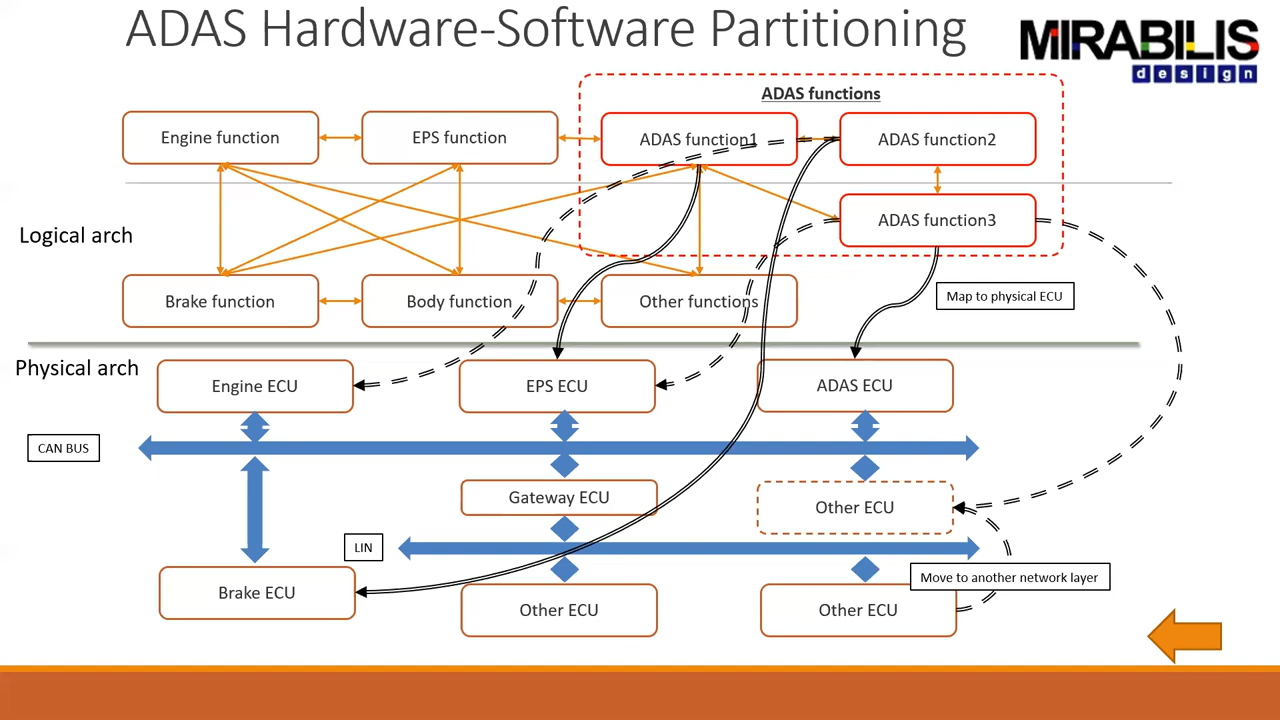 ADAS Hardware-Software Partitioning
MIRABILIS
design
ADAS functions
Engine function
EPS function
ADAS function1
ADAS function2
Logical arch
ADAS function3
Brake function
Body function
Other functions
Map to physical ECU
Physical arch
Engine ECU
EPS ECU
ADAS ECU
CAN BUS
Gateway ECU
Other ECU
LIN
Move to another network layer
Brake ECU
Other ECU
Other ECU